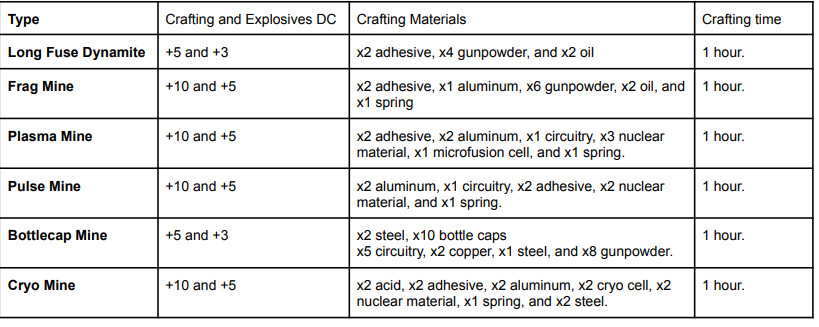 Type Crafting and Explosives DC Crafting Materials Crafting time
Long Fuse Dynamite +5 and +3 x2 adhesive, x4 gunpowder, and x2 oil 1 hour.
Frag Mine +10 and +5 x2 adhesive, x1 aluminum, x6 gunpowder, x2 oil, and 1 hour.
x1 spring
Plasma Mine +10 and +5 x2 adhesive, x2 aluminum, x1 circuitry, x3 nuclear 1 hour.
material, x1 microfusion cell, and x1 spring.
Pulse Mine +10 and +5 x2 aluminum, x1 circuitry, x2 adhesive, x2 nuclear 1 hour.
material, and x1 spring.
Bottlecap Mine +5 and +3 x2 steel, x10 bottle caps 1 hour.
x5 circuitry, x2 copper, x1 steel, and x8 gunpowder.
Cryo Mine +10 and +5 x2 acid, x2 adhesive, x2 aluminum, x2 cryo cell, x2 1 hour.
nuclear material, x1 spring, and x2 steel.